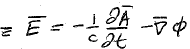 ≡ E̅ = -1/c ∂A̅/∂t - ∇̅ φ